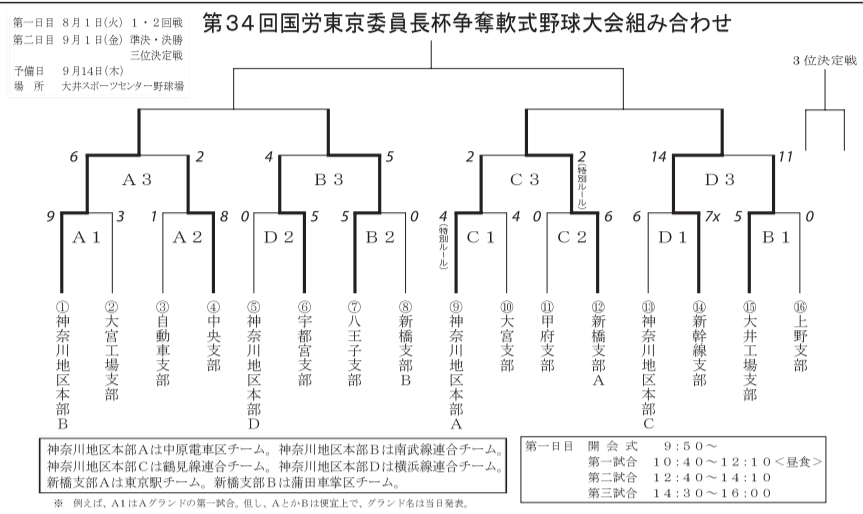 第34回国労東京委員長杯争奪軟式野球大会組み合わせ
第一日目 8月1日(火) 1・2回戦
第二日目 9月1日(金) 準決・決勝
三位決定戦
予備日 9月14日(木)
場 所 大井スポーツセンター野球場
3位決定戦
6 2 4 5 2 2 14 11
(特別ルール)
A3 B3 C3 D3
9 3 1 8 0 5 5 0 4 4 0 6 6 7x 5 0
(特別ルール)
A1 A2 D2 B2 C1 C2 D1 B1
①神奈川地区本部B
②大宮工場支部
③自動車支部
④中央支部
⑤神奈川地区本部D
⑥宇都宮支部
⑦八王子支部
⑧新橋支部B
⑨神奈川地区本部A
⑩大宮支部
⑪甲府支部
⑫新橋支部A
⑬神奈川地区本部C
⑭新幹線支部
⑮大井工場支部
⑯上野支部
神奈川地区本部Aは中原電車区チーム。神奈川地区本部Bは南武線連合チーム。
神奈川地区本部Cは鶴見線連合チーム。神奈川地区本部Dは横浜線連合チーム。
新橋支部Aは東京駅チーム。新橋支部Bは蒲田車掌区チーム。
※ 例えば、A1はAグランドの第一試合。但し、AとかBは便宜上で、グランド名は当日発表。
第一日目 開会式 9:50～
第一試合 10:40～12:10<昼食>
第二試合 12:40～14:10
第三試合 14:30～16:00